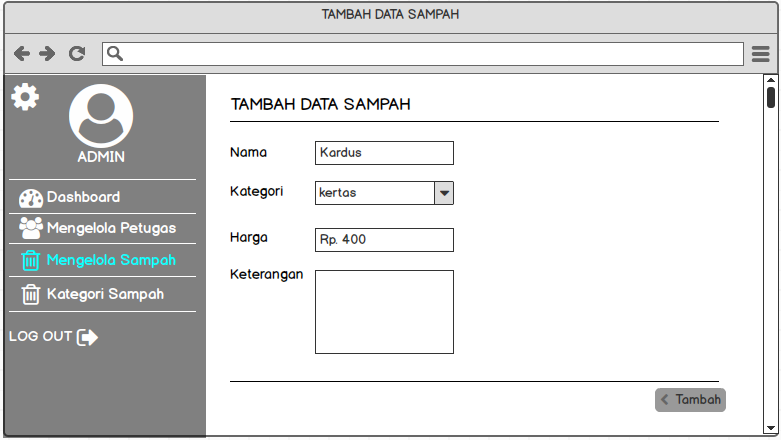 TAMBAH DATA SAMPAH
ADMIN
Dashboard
Mengelola Petugas
Mengelola Sampah
Kategori Sampah
LOG OUT
TAMBAH DATA SAMPAH
Nama Kardus
Kategori kertas
Harga Rp. 400
Keterangan
Tambah